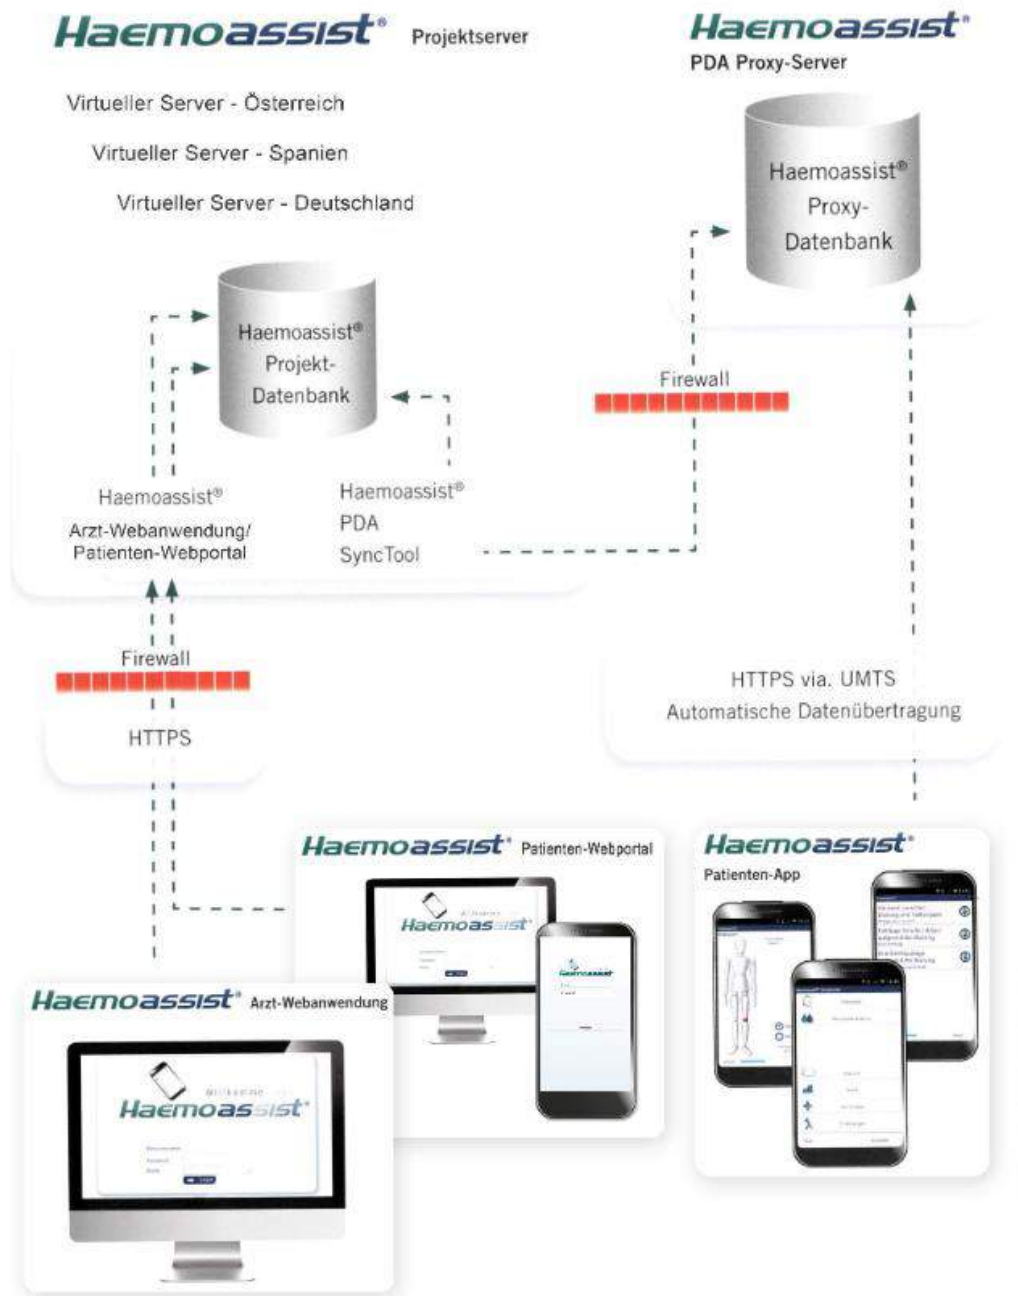 Haemoassist® Projektserver
Virtueller Server - Österreich
Virtueller Server - Spanien
Virtueller Server - Deutschland
Haemoassist®
Projekt-
Datenbank
Haemoassist®
PDA Proxy-Server
Haemoassist®
Proxy-
Datenbank
Firewall
Haemoassist®
Arzt-Webanwendung/
Patienten-Webportal
Haemoassist®
PDA
SyncTool
Firewall
HTTPS
HTTPS via. UMTS
Automatische Datenübertragung
Haemoassist® Patienten-Webportal
Haemoassist
Haemoassist
Haemoassist®
Patienten-App
Haemoassist® Arzt-Webanwendung
Haemoassist®
Login